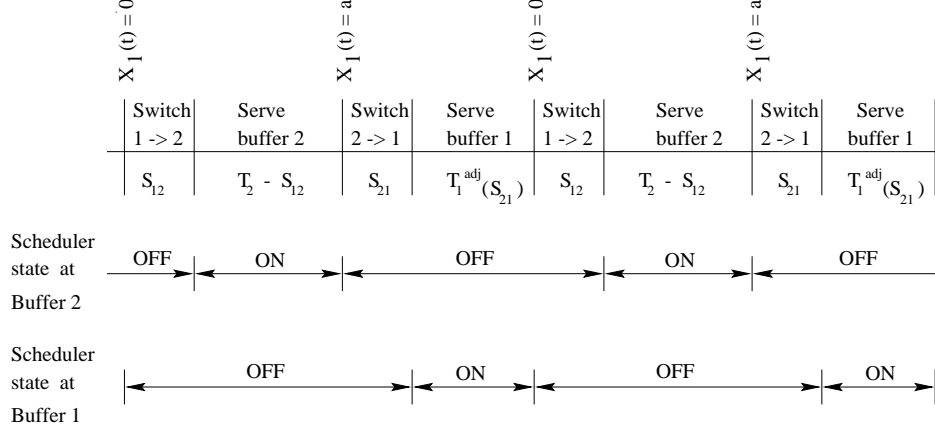 X1(t) = 0
X1(t) = a
X1(t) = 0
X1(t) = a
Switch Serve Switch Serve Switch Serve Switch Serve
1 -> 2 buffer 2 2 -> 1 buffer 1 1 -> 2 buffer 2 2 -> 1 buffer 1
S12 T2 - S12 S21 T1adj(S21) S12 T2 - S12 S21 T1adj(S21)
Scheduler
state at
Buffer 2
OFF ON OFF ON OFF
Scheduler
state at
Buffer 1
OFF ON OFF ON